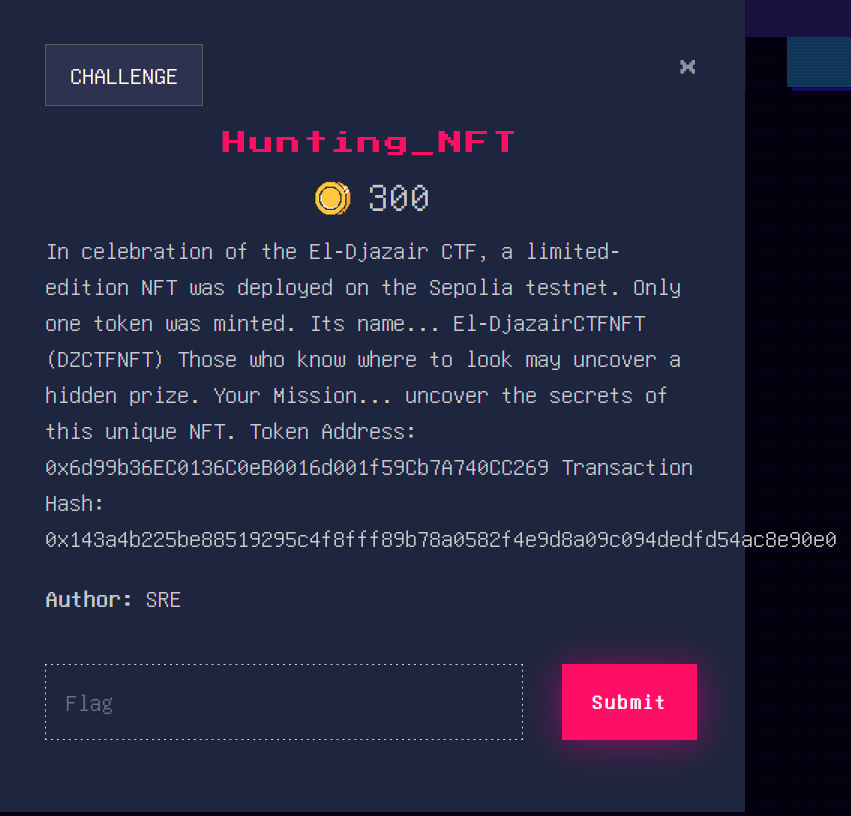 CHALLENGE
×
Hunting_NFT
300
In celebration of the El-Djazair CTF, a limited-
edition NFT was deployed on the Sepolia testnet. Only
one token was minted. Its name... El-DjazairCTFNFT
(DZCTFNFT) Those who know where to look may uncover a
hidden prize. Your Mission... uncover the secrets of
this unique NFT. Token Address:
0x6d99b36EC0136C0eB0016d001f59Cb7A740CC269 Transaction
Hash:
0x143a4b225be88519295c4f8fff89b78a0582f4e9d8a09c094dedfd54ac8e90e0
Author: SRE
Flag
Submit